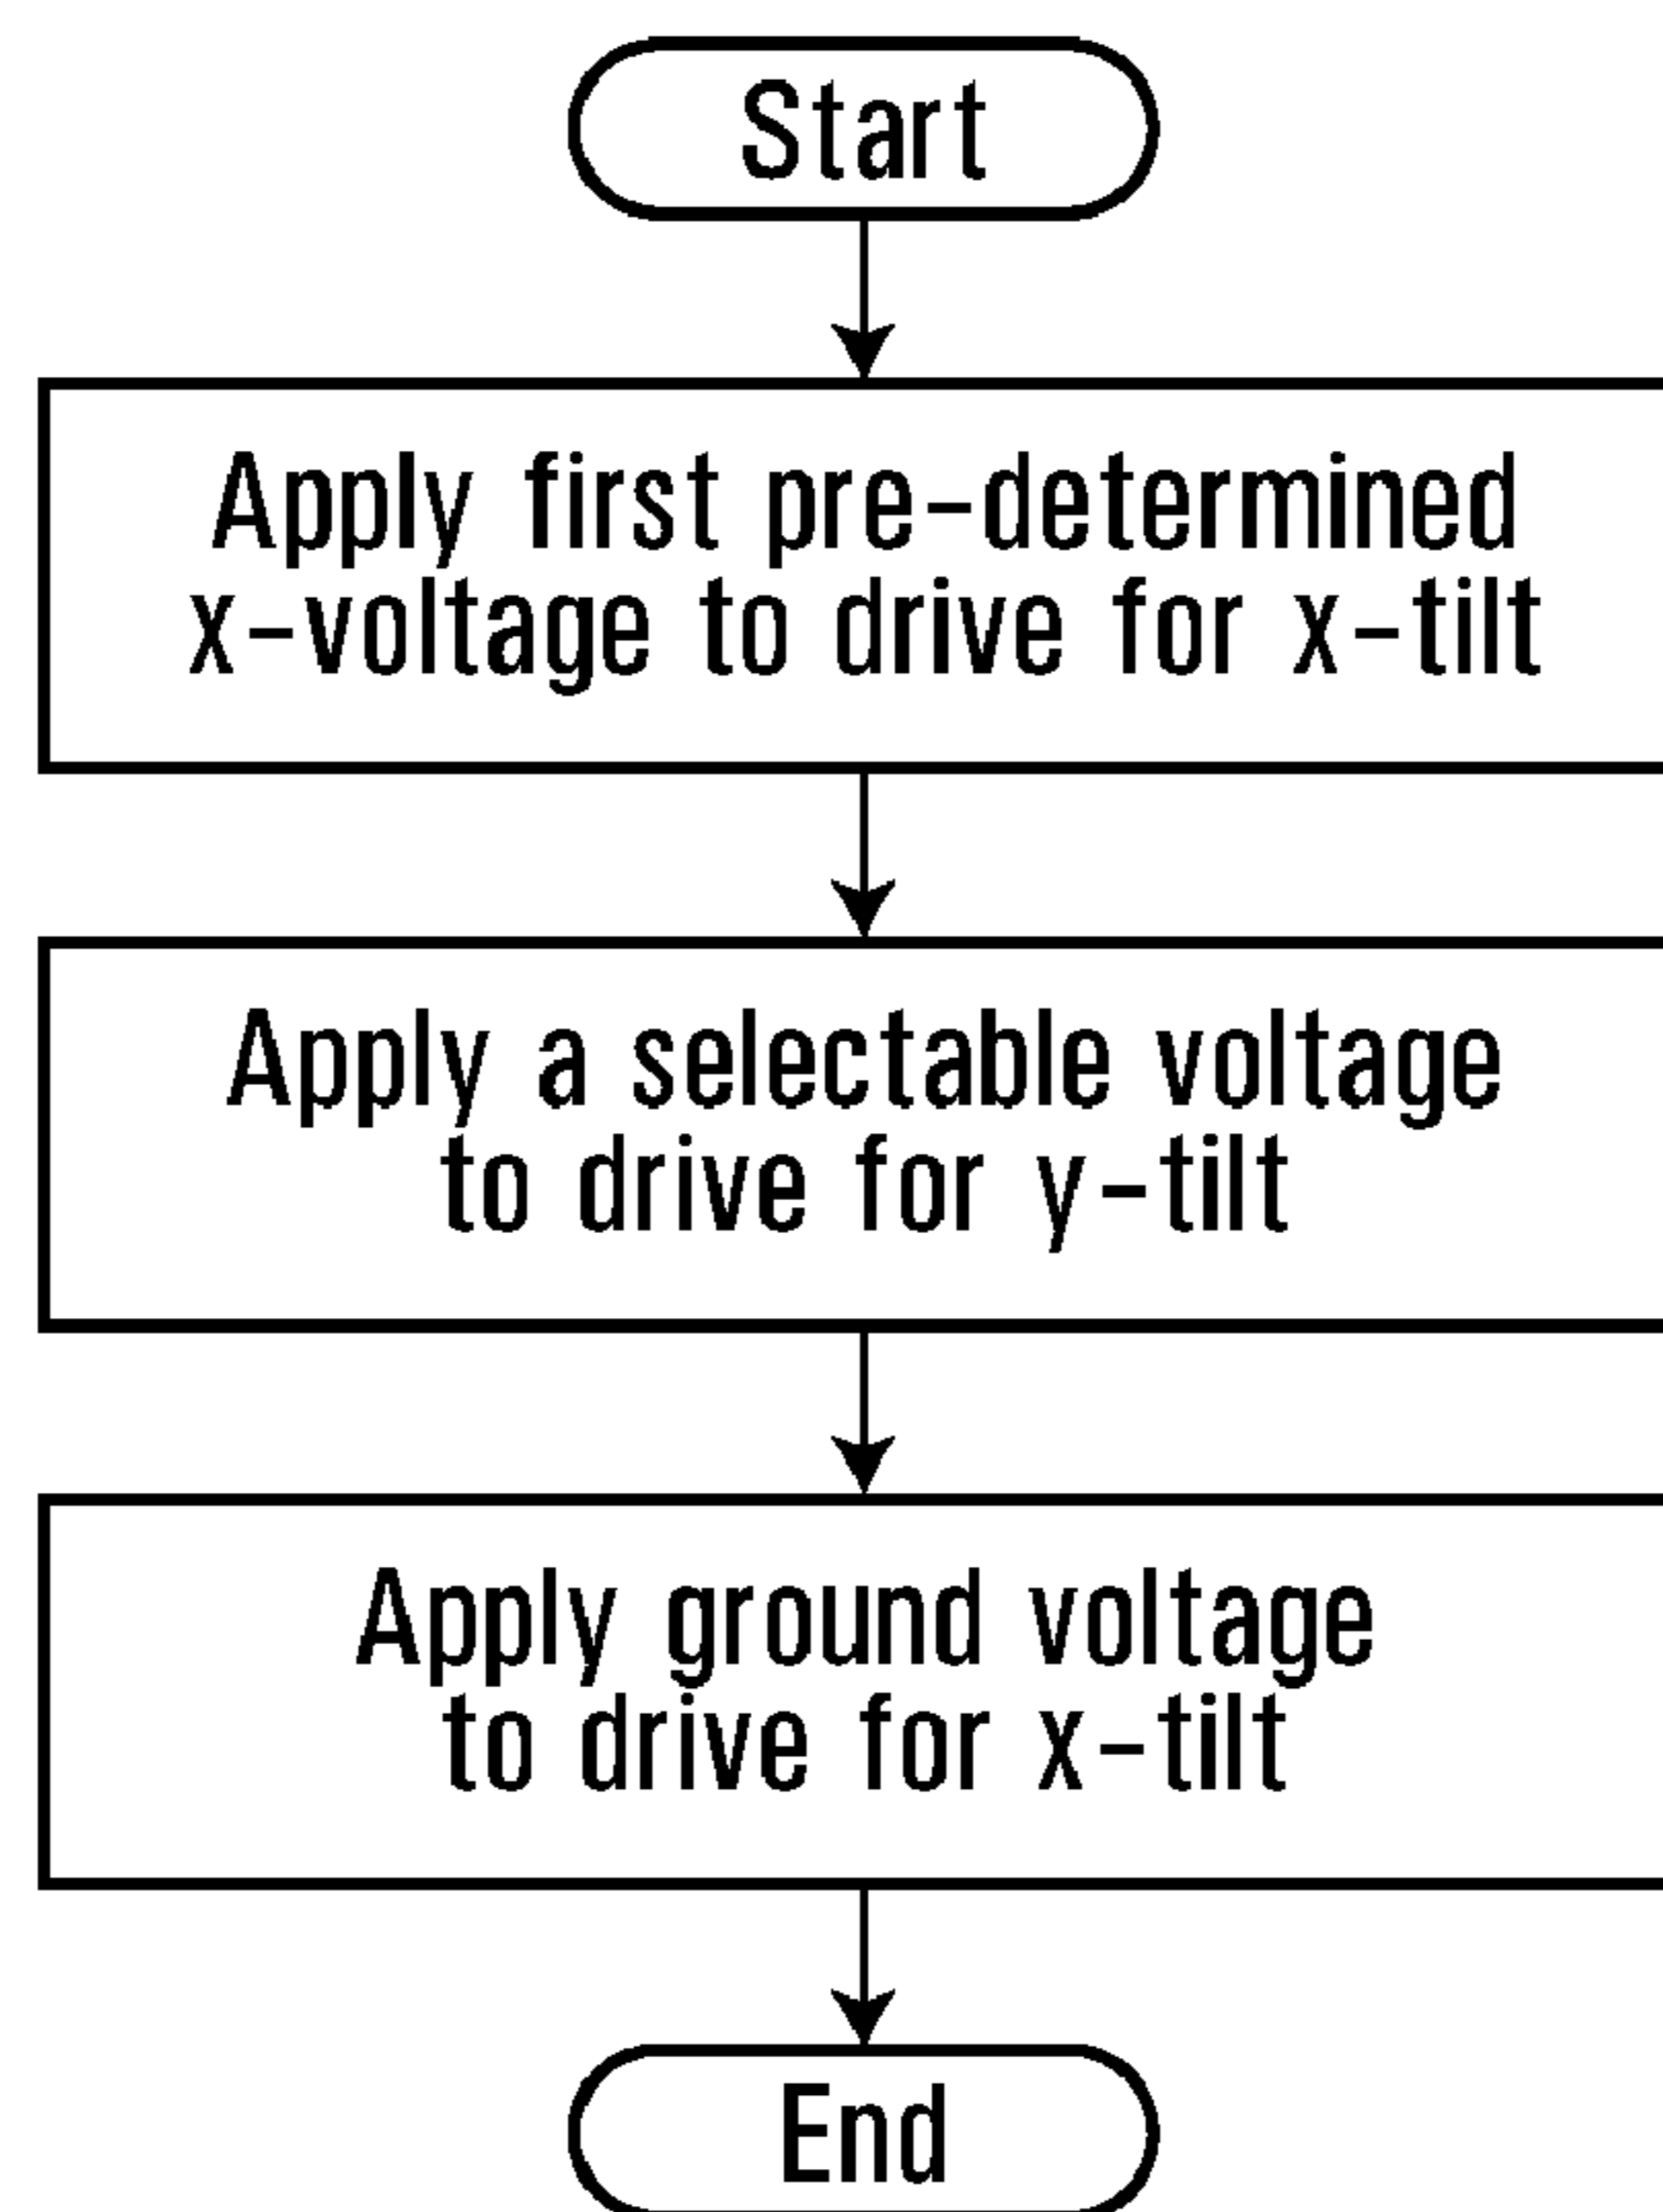 Start
Apply first pre-determined
x-voltage to drive for x-tilt
Apply a selectable voltage
to drive for y-tilt
Apply ground voltage
to drive for x-tilt
End